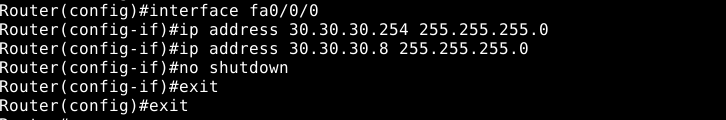 Router(config)#interface fa0/0/0
Router(config-if)#ip address 30.30.30.254 255.255.255.0
Router(config-if)#ip address 30.30.30.8 255.255.255.0
Router(config-if)#no shutdown
Router(config-if)#exit
Router(config)#exit